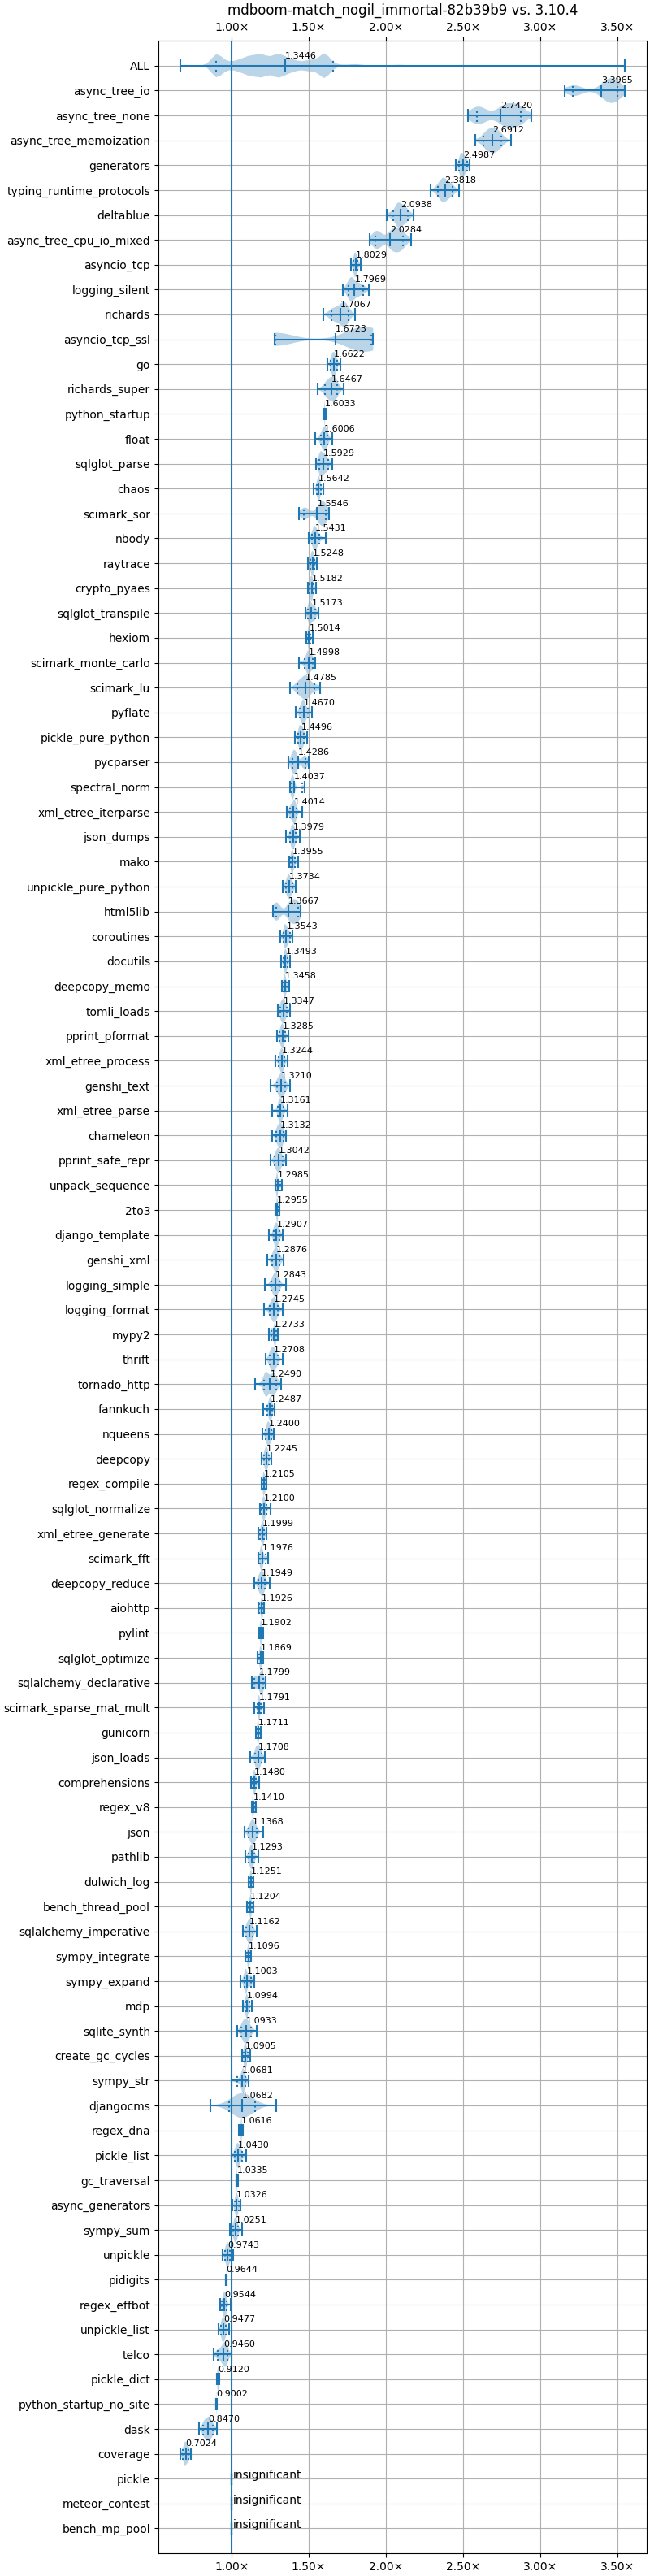 mdboom-match_nogil_immortal-82b39b9 vs. 3.10.4
1.00× 1.50× 2.00× 2.50× 3.00× 3.50×
ALL 1.3446
async_tree_io 3.3965
async_tree_none 2.7420
async_tree_memoization 2.6912
generators 2.4987
typing_runtime_protocols 2.3818
deltablue 2.0938
async_tree_cpu_io_mixed 2.0284
asyncio_tcp 1.8029
logging_silent 1.7969
richards 1.7067
asyncio_tcp_ssl 1.6723
go 1.6622
richards_super 1.6467
python_startup 1.6033
float 1.6006
sqlglot_parse 1.5929
chaos 1.5642
scimark_sor 1.5546
nbody 1.5431
raytrace 1.5248
crypto_pyaes 1.5182
sqlglot_transpile 1.5173
hexiom 1.5014
scimark_monte_carlo 1.4998
scimark_lu 1.4785
pyflate 1.4670
pickle_pure_python 1.4496
pycparser 1.4286
spectral_norm 1.4037
xml_etree_iterparse 1.4014
json_dumps 1.3979
mako 1.3955
unpickle_pure_python 1.3734
html5lib 1.3667
coroutines 1.3543
docutils 1.3493
deepcopy_memo 1.3458
tomli_loads 1.3347
pprint_pformat 1.3285
xml_etree_process 1.3244
genshi_text 1.3210
xml_etree_parse 1.3161
chameleon 1.3132
pprint_safe_repr 1.3042
unpack_sequence 1.2985
2to3 1.2955
django_template 1.2907
genshi_xml 1.2876
logging_simple 1.2843
logging_format 1.2745
mypy2 1.2733
thrift 1.2708
tornado_http 1.2490
fannkuch 1.2487
nqueens 1.2400
deepcopy 1.2245
regex_compile 1.2105
sqlglot_normalize 1.2100
xml_etree_generate 1.1999
scimark_fft 1.1976
deepcopy_reduce 1.1949
aiohttp 1.1926
pylint 1.1902
sqlglot_optimize 1.1869
sqlalchemy_declarative 1.1799
scimark_sparse_mat_mult 1.1791
gunicorn 1.1711
json_loads 1.1708
comprehensions 1.1480
regex_v8 1.1410
json 1.1368
pathlib 1.1293
dulwich_log 1.1251
bench_thread_pool 1.1204
sqlalchemy_imperative 1.1162
sympy_integrate 1.1096
sympy_expand 1.1003
mdp 1.0994
sqlite_synth 1.0933
create_gc_cycles 1.0905
sympy_str 1.0681
djangocms 1.0682
regex_dna 1.0616
pickle_list 1.0430
gc_traversal 1.0335
async_generators 1.0326
sympy_sum 1.0251
unpickle 0.9743
pidigits 0.9644
regex_effbot 0.9544
unpickle_list 0.9477
telco 0.9460
pickle_dict 0.9120
python_startup_no_site 0.9002
dask 0.8470
coverage 0.7024
pickle insignificant
meteor_contest insignificant
bench_mp_pool insignificant
1.00× 1.50× 2.00× 2.50× 3.00× 3.50×